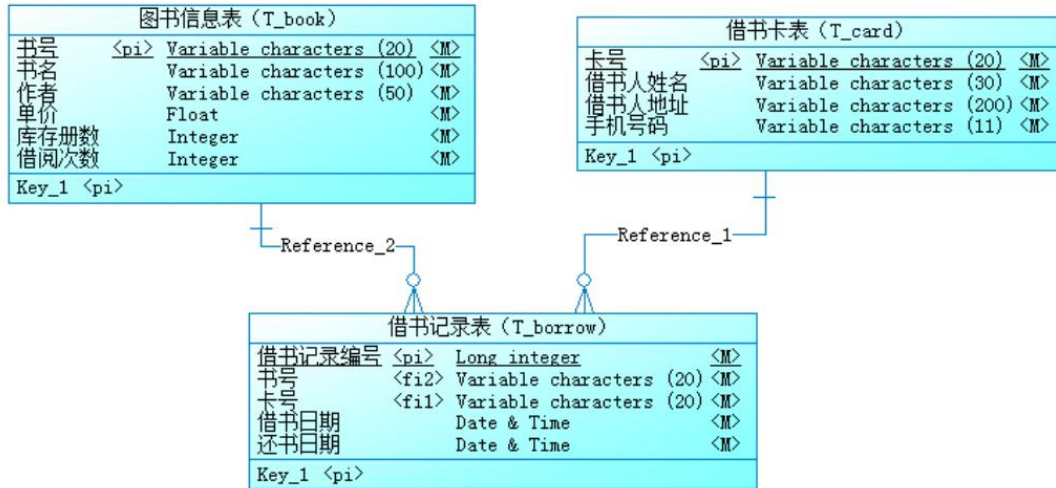 图书信息表（T_book）
书号 <pi> Variable characters (20) <M>
书名 Variable characters (100) <M>
作者 Variable characters (50) <M>
单价 Float <M>
库存册数 Integer <M>
借阅次数 Integer <M>
Key_1 <pi>
借书卡表（T_card）
卡号 <pi> Variable characters (20) <M>
借书人姓名 Variable characters (30) <M>
借书人地址 Variable characters (200) <M>
手机号码 Variable characters (11) <M>
Key_1 <pi>
Reference_2
Reference_1
借书记录表（T_borrow）
借书记录编号 <pi> Long integer <M>
书号 <fi2> Variable characters (20) <M>
卡号 <fi1> Variable characters (20) <M>
借书日期 Date & Time <M>
还书日期 Date & Time <M>
Key_1 <pi>